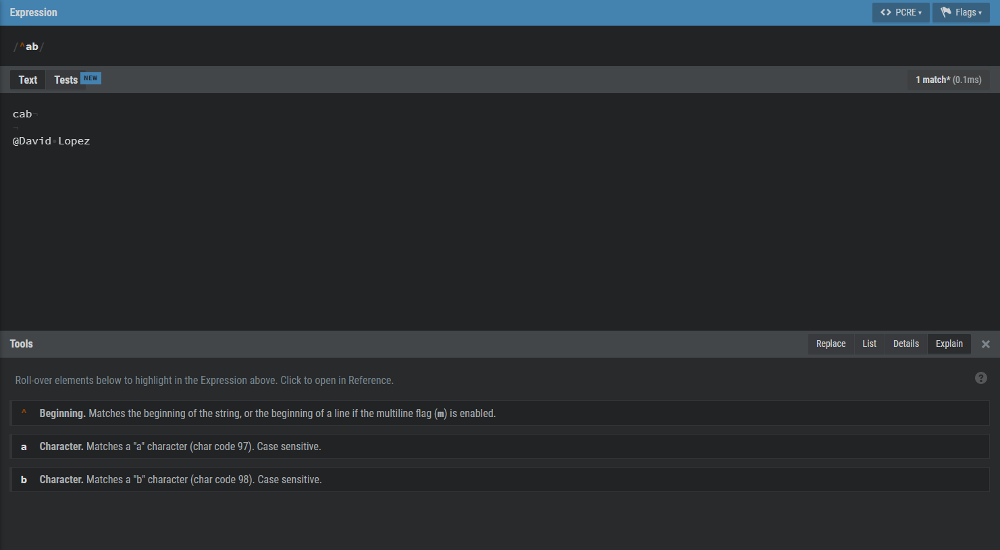 Expression
<> PCRE ▾ Flags ▾
/^ab/
Text Tests NEW 1 match* (0.1ms)
cab¬
¬
@David·Lopez
Tools Replace List Details Explain ×
Roll-over elements below to highlight in the Expression above. Click to open in Reference. ?
^ Beginning. Matches the beginning of the string, or the beginning of a line if the multiline flag (m) is enabled.
a Character. Matches a "a" character (char code 97). Case sensitive.
b Character. Matches a "b" character (char code 98). Case sensitive.